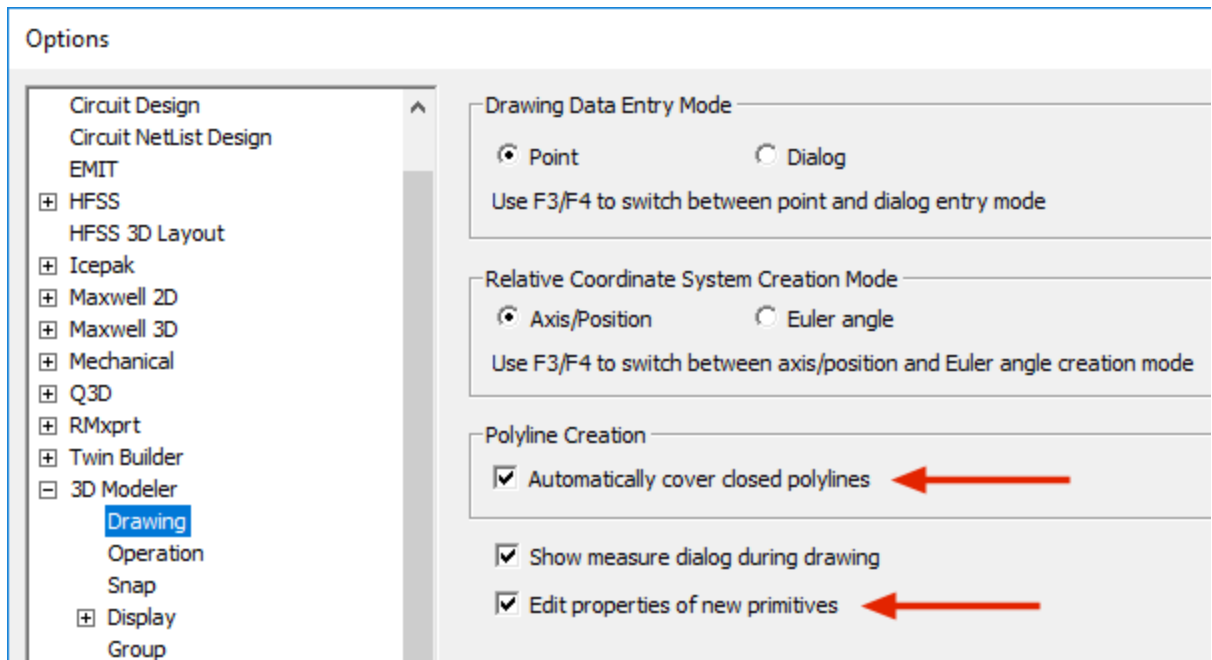 Options
Circuit Design
Circuit NetList Design
EMIT
HFSS
HFSS 3D Layout
Icepak
Maxwell 2D
Maxwell 3D
Mechanical
Q3D
RMxprt
Twin Builder
3D Modeler
Drawing
Operation
Snap
Display
Group
Drawing Data Entry Mode
Point
Dialog
Use F3/F4 to switch between point and dialog entry mode
Relative Coordinate System Creation Mode
Axis/Position
Euler angle
Use F3/F4 to switch between axis/position and Euler angle creation mode
Polyline Creation
Automatically cover closed polylines
Show measure dialog during drawing
Edit properties of new primitives